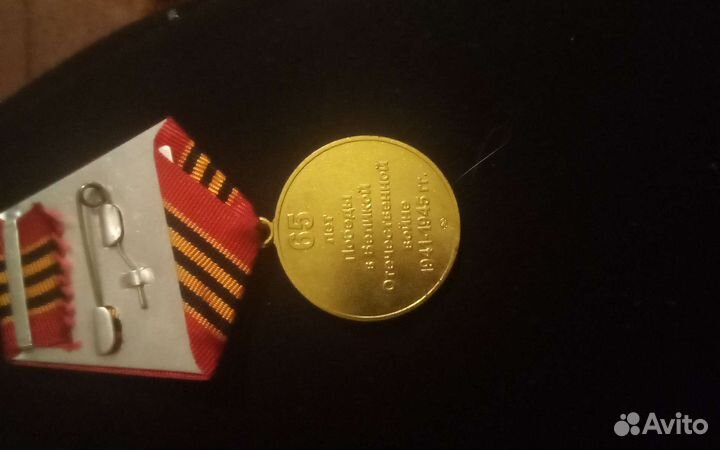 65
лет
Победы
в Великой
Отечественной
войне
1941-1945 гг.
Avito